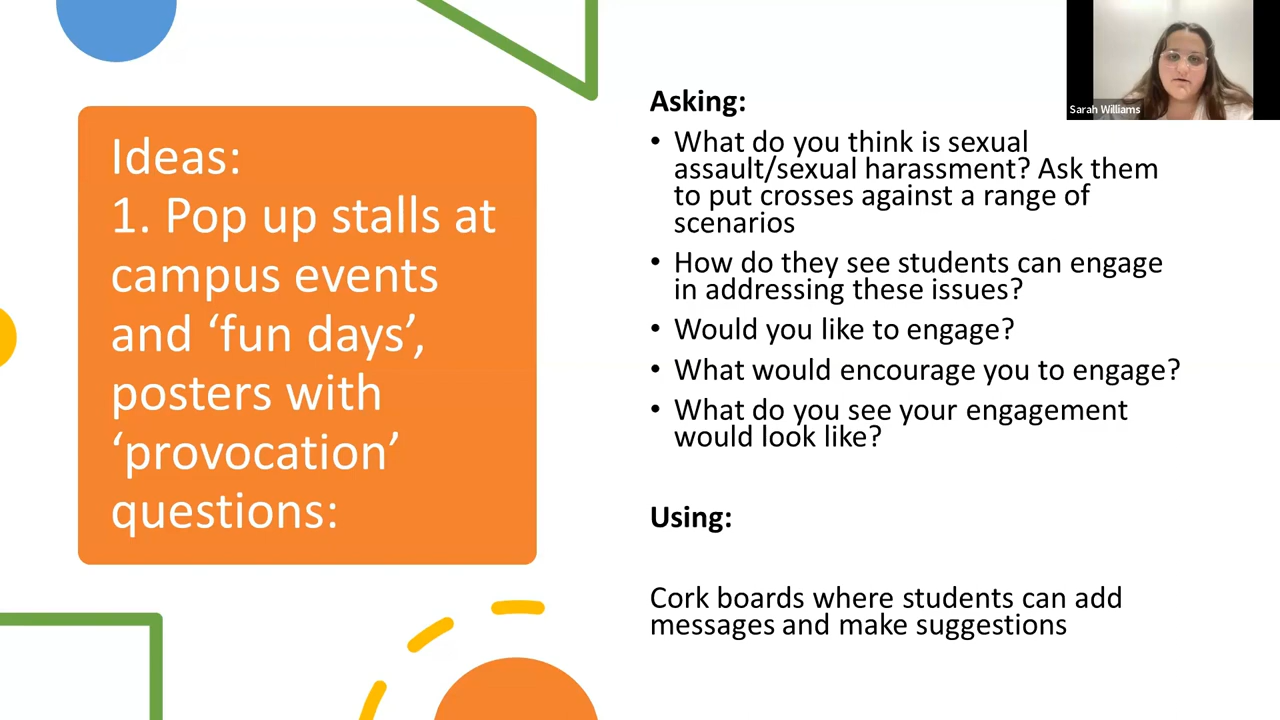 Ideas:
1. Pop up stalls at
campus events
and ‘fun days’,
posters with
‘provocation’
questions:
Asking:
• What do you think is sexual
assault/sexual harassment? Ask them
to put crosses against a range of
scenarios
• How do they see students can engage
in addressing these issues?
• Would you like to engage?
• What would encourage you to engage?
• What do you see your engagement
would look like?
Using:
Cork boards where students can add
messages and make suggestions
Sarah Williams